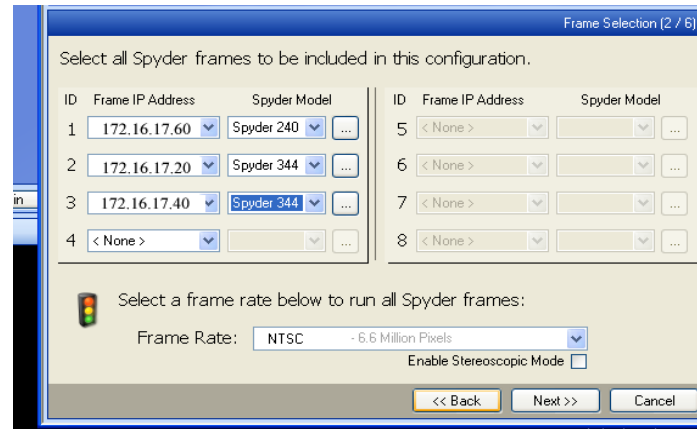 Frame Selection (2 / 6)
Select all Spyder frames to be included in this configuration.
ID Frame IP Address Spyder Model
1 172.16.17.60 Spyder 240 ...
2 172.16.17.20 Spyder 344 ...
3 172.16.17.40 Spyder 344 ...
4 < None > ...
ID Frame IP Address Spyder Model
5 < None > ...
6 < None > ...
7 < None > ...
8 < None > ...
in
Select a frame rate below to run all Spyder frames:
Frame Rate: NTSC - 6.6 Million Pixels
Enable Stereoscopic Mode
<< Back Next >> Cancel